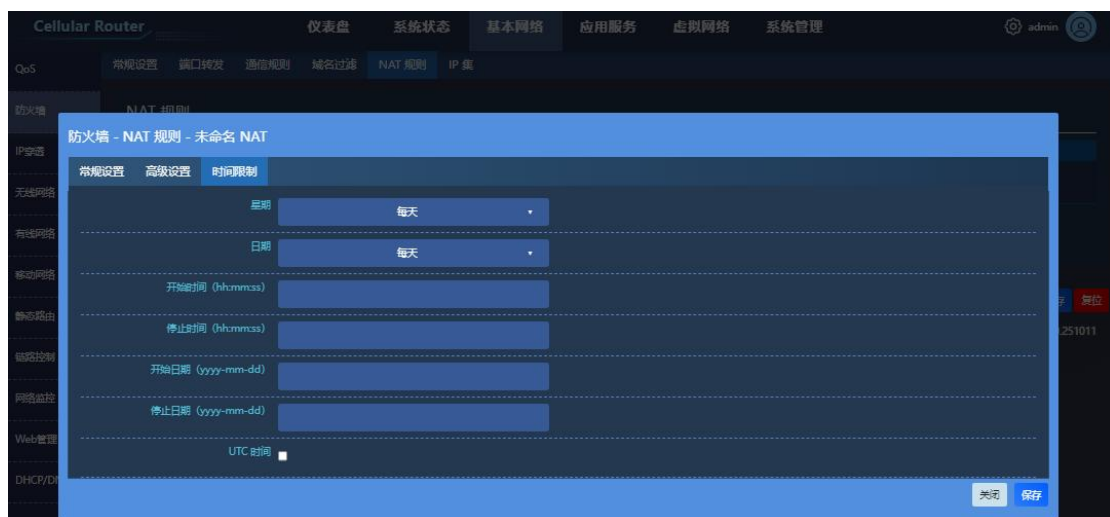 Cellular Router 仪表盘 系统状态 基本网络 应用服务 虚拟网络 系统管理 admin
QoS 常规设置 端口转发 通信规则 域名过滤 NAT 规则 IP 集
防火墙 NAT 规则
防火墙 - NAT 规则 - 未命名 NAT
IP穿透
常规设置 高级设置 时间限制
无线网络
星期 每天
有线网络
日期 每天
移动网络
开始时间 (hh:mm:ss)
复位
静态路由
停止时间 (hh:mm:ss)
251011
链路控制
开始日期 (yyyy-mm-dd)
网络监控
停止日期 (yyyy-mm-dd)
Web管理
UTC 时间
DHCP/D
关闭 保存